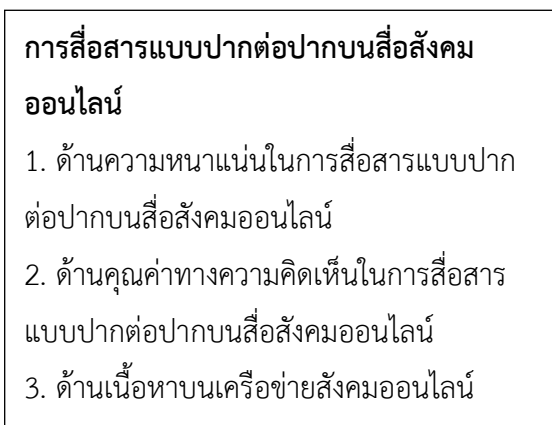 การสื่อสารแบบปากต่อปากบนสื่อสังคม
ออนไลน์
1. ด้านความหนาแน่นในการสื่อสารแบบปาก
ต่อปากบนสื่อสังคมออนไลน์
2. ด้านคุณค่าทางความคิดเห็นในการสื่อสาร
แบบปากต่อปากบนสื่อสังคมออนไลน์
3. ด้านเนื้อหาบนเครือข่ายสังคมออนไลน์